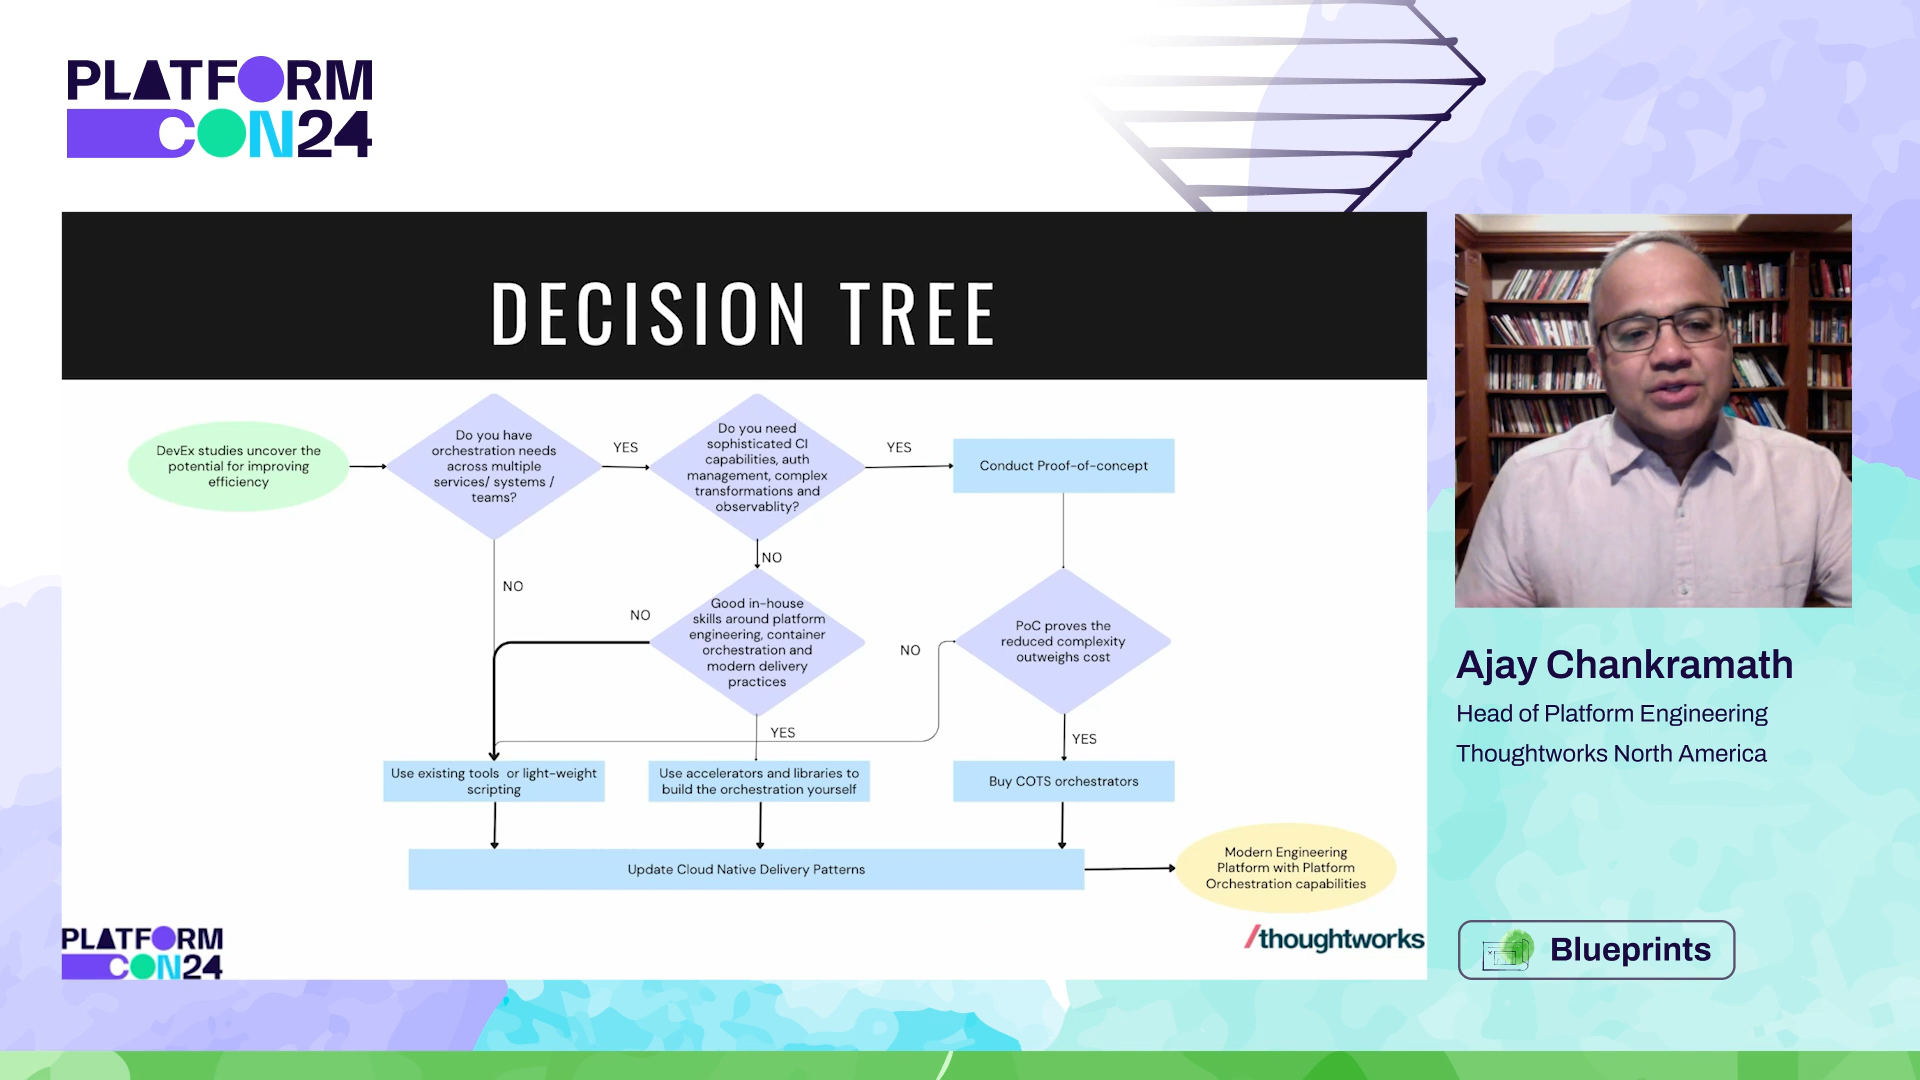 PLATFORM
CON24
DECISION TREE
DevEx studies uncover the
potential for improving
efficiency
Do you have
orchestration needs
across multiple
services/ systems /
teams?
YES
Do you need
sophisticated CI
capabilities, auth
management, complex
transformations and
observablity?
YES
Conduct Proof-of-concept
NO
NO
NO
Good in-house
skills around platform
engineering, container
orchestration and
modern delivery
practices
NO
PoC proves the
reduced complexity
outweighs cost
YES
YES
Use existing tools or light-weight
scripting
Use accelerators and libraries to
build the orchestration yourself
Buy COTS orchestrators
Update Cloud Native Delivery Patterns
Modern Engineering
Platform with Platform
Orchestration capabilities
PLATFORM
CON24
/thoughtworks
Ajay Chankramath
Head of Platform Engineering
Thoughtworks North America
Blueprints